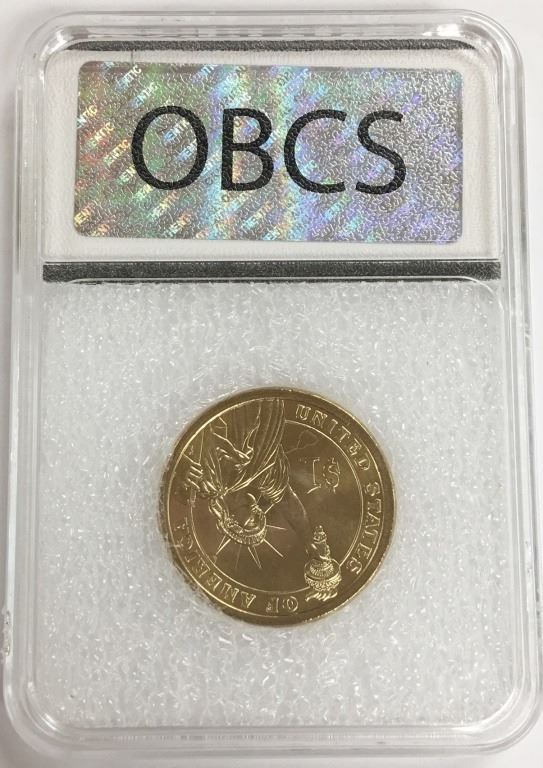 OBCS
UNITED STATES OF AMERICA
$1